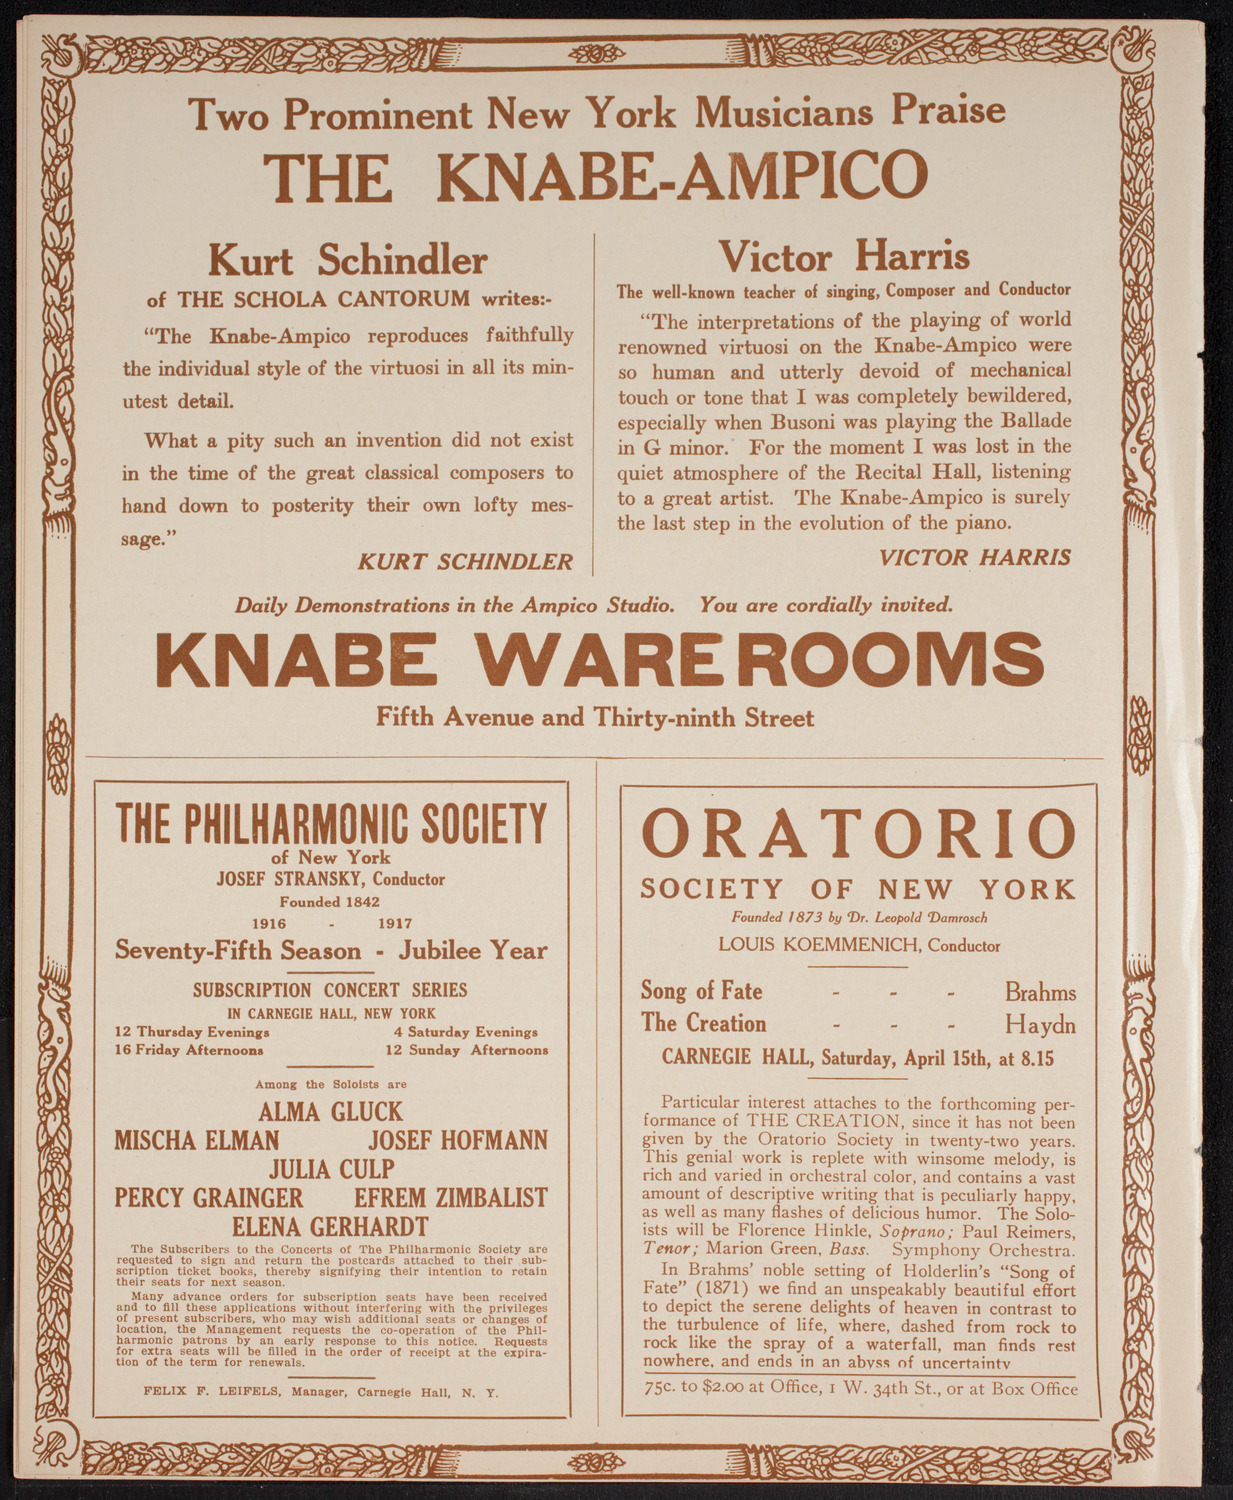 Two Prominent New York Musicians Praise
THE KNABE-AMPICO
Kurt Schindler
of THE SCHOLA CANTORUM writes:-
“The Knabe-Ampico reproduces faithfully
the individual style of the virtuosi in all its min-
utest detail.
What a pity such an invention did not exist
in the time of the great classical composers to
hand down to posterity their own lofty mes-
sage.”
KURT SCHINDLER
Victor Harris
The well-known teacher of singing, Composer and Conductor
“The interpretations of the playing of world
renowned virtuosi on the Knabe-Ampico were
so human and utterly devoid of mechanical
touch or tone that I was completely bewildered,
especially when Busoni was playing the Ballade
in G minor. For the moment I was lost in the
quiet atmosphere of the Recital Hall, listening
to a great artist. The Knabe-Ampico is surely
the last step in the evolution of the piano.
VICTOR HARRIS
Daily Demonstrations in the Ampico Studio. You are cordially invited.
KNABE WAREROOMS
Fifth Avenue and Thirty-ninth Street
THE PHILHARMONIC SOCIETY
of New York
JOSEF STRANSKY, Conductor
Founded 1842
1916 - 1917
Seventy-Fifth Season - Jubilee Year
SUBSCRIPTION CONCERT SERIES
IN CARNEGIE HALL, NEW YORK
12 Thursday Evenings 4 Saturday Evenings
16 Friday Afternoons 12 Sunday Afternoons
Among the Soloists are
ALMA GLUCK
MISCHA ELMAN JOSEF HOFMANN
JULIA CULP
PERCY GRAINGER EFREM ZIMBALIST
ELENA GERHARDT
The Subscribers to the Concerts of The Philharmonic Society are
requested to sign and return the postcards attached to their sub-
scription ticket books, thereby signifying their intention to retain
their seats for next season.
Many advance orders for subscription seats have been received
and to fill these applications without interfering with the privileges
of present subscribers, who may wish additional seats or changes of
location, the Management requests the co-operation of the Phil-
harmonic patrons by an early response to this notice. Requests
for extra seats will be filled in the order of receipt at the expira-
tion of the term for renewals.
FELIX F. LEIFELS, Manager, Carnegie Hall, N. Y.
ORATORIO
SOCIETY OF NEW YORK
Founded 1873 by Dr. Leopold Damrosch
LOUIS KOEMMENICH, Conductor
Song of Fate - - - Brahms
The Creation - - - Haydn
CARNEGIE HALL, Saturday, April 15th, at 8.15
Particular interest attaches to the forthcoming per-
formance of THE CREATION, since it has not been
given by the Oratorio Society in twenty-two years.
This genial work is replete with winsome melody, is
rich and varied in orchestral color, and contains a vast
amount of descriptive writing that is peculiarly happy,
as well as many flashes of delicious humor. The Solo-
ists will be Florence Hinkle, Soprano; Paul Reimers,
Tenor; Marion Green, Bass. Symphony Orchestra.
In Brahms’ noble setting of Holderlin’s “Song of
Fate” (1871) we find an unspeakably beautiful effort
to depict the serene delights of heaven in contrast to
the turbulence of life, where, dashed from rock to
rock like the spray of a waterfall, man finds rest
nowhere, and ends in an abyss of uncertainty
75c. to $2.00 at Office, 1 W. 34th St., or at Box Office